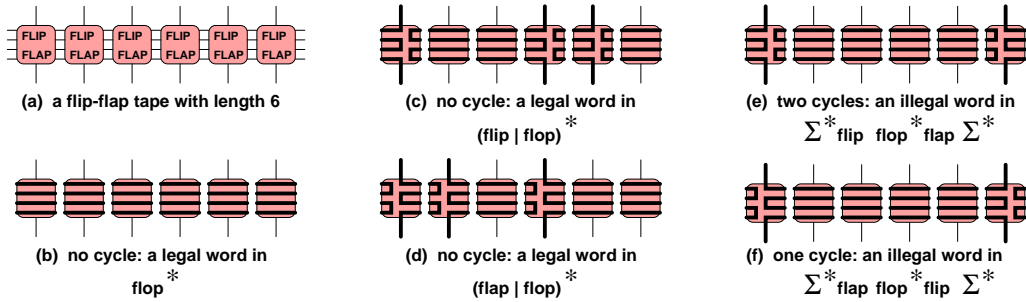 FLIP FLIP FLIP FLIP FLIP FLIP
FLAP FLAP FLAP FLAP FLAP FLAP
(a) a flip-flap tape with length 6
(b) no cycle: a legal word in
flop *
(c) no cycle: a legal word in
(flip | flop) *
(d) no cycle: a legal word in
(flap | flop) *
(e) two cycles: an illegal word in
Σ* flip flop * flap Σ*
(f) one cycle: an illegal word in
Σ* flap flop * flip Σ*